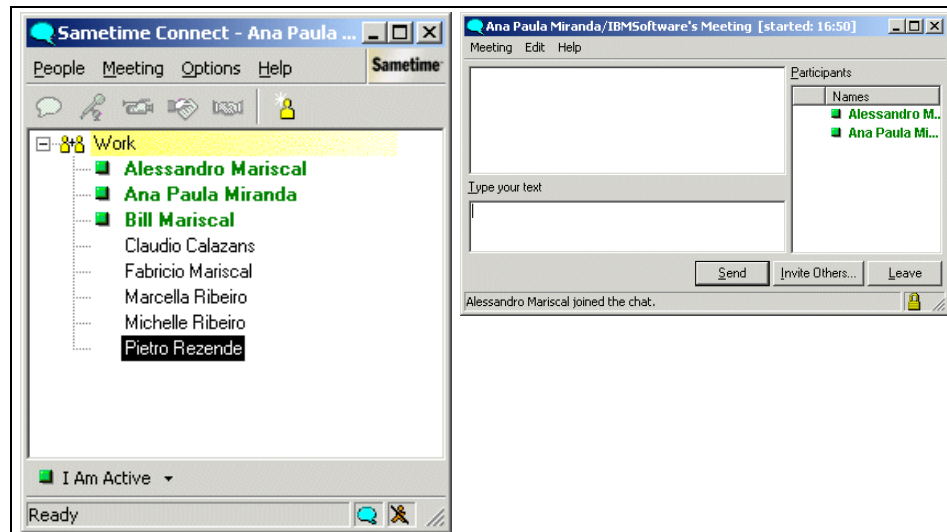 Sametime Connect - Ana Paula ...
People Meeting Options Help Sametime
Work
Alessandro Mariscal
Ana Paula Miranda
Bill Mariscal
Claudio Calazans
Fabricio Mariscal
Marcella Ribeiro
Michelle Ribeiro
Pietro Rezende
I Am Active
Ready
Ana Paula Miranda/IBMSoftware's Meeting [started: 16:50]
Meeting Edit Help
Participants
Names
Alessandro M..
Ana Paula Mi...
Type your text
Send Invite Others... Leave
Alessandro Mariscal joined the chat.